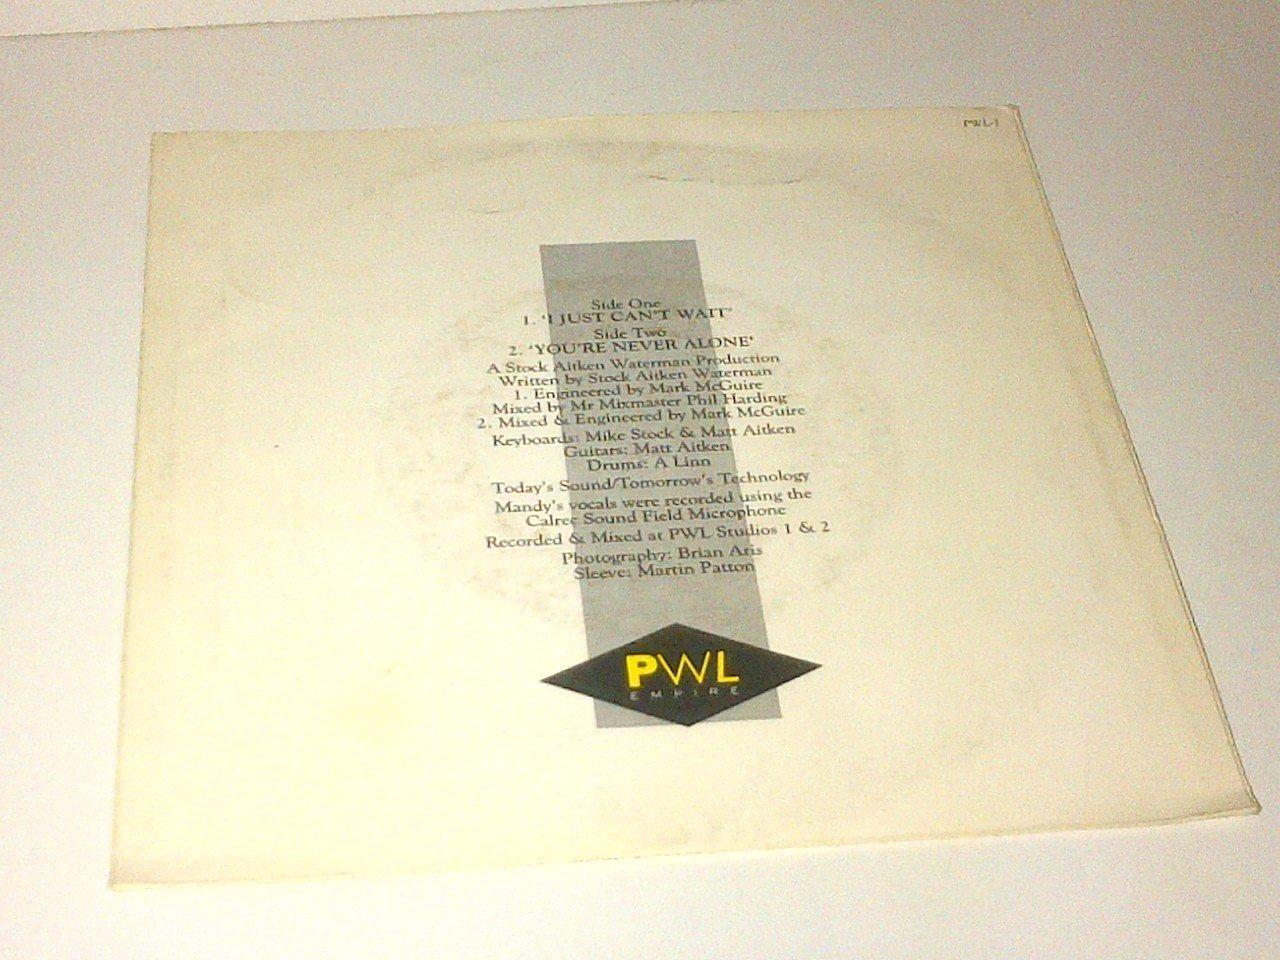 PWL-1
Side One
1. 'I JUST CAN'T WAIT'
Side Two
2. 'YOU'RE NEVER ALONE'
A Stock Aitken Waterman Production
Written by Stock Aitken Waterman
1. Engineered by Mark McGuire
Mixed by Mr Mixmaster Phil Harding
2. Mixed & Engineered by Mark McGuire
Keyboards: Mike Stock & Matt Aitken
Guitars: Matt Aitken
Drums: A Linn
Today's Sound/Tomorrow's Technology
Mandy's vocals were recorded using the
Calrec Sound Field Microphone
Recorded & Mixed at PWL Studios 1 & 2
Photography: Brian Aris
Sleeve: Martin Patton
PWL
EMPIRE